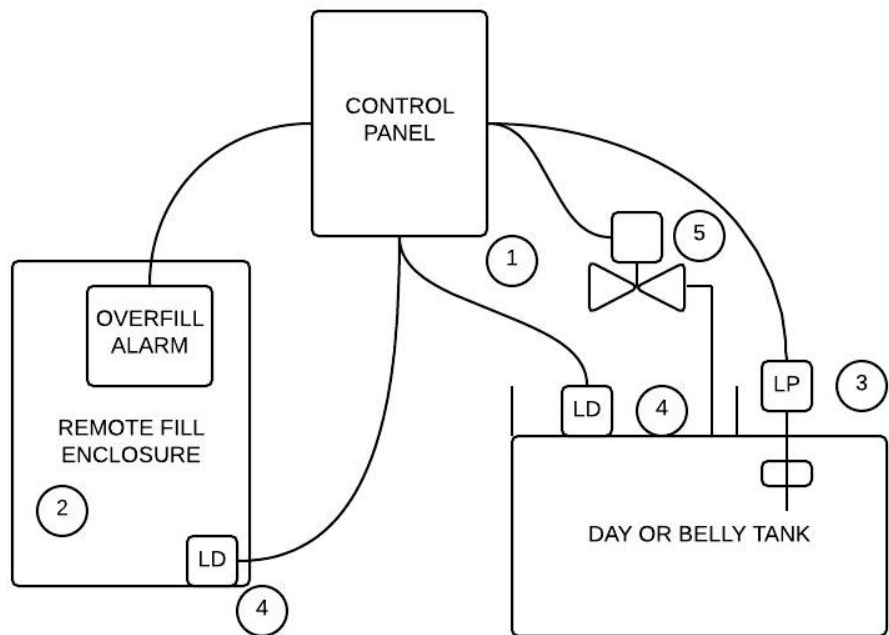 CONTROL
PANEL
OVERFILL
ALARM
REMOTE FILL
ENCLOSURE
2
LD
4
1
5
LP
3
LD
4
DAY OR BELLY TANK